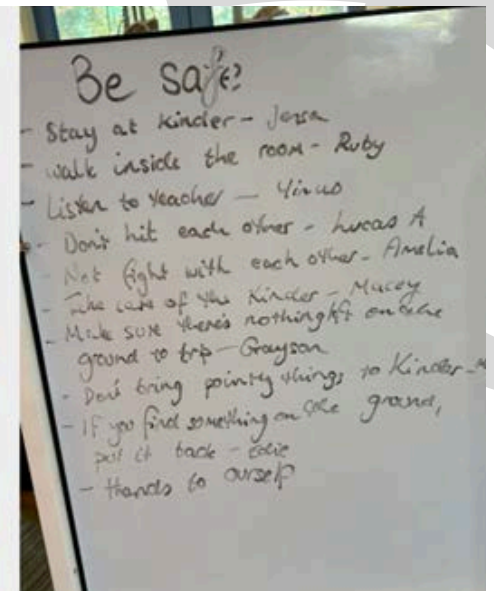 Be safe?
- Stay at Kinder -
- Walk inside the room - Ruby
- Listen to teacher -
- Don't hit each other - Lucas A
- Not fight with each other - Amelia
- Take care of the Kinder - Macey
- Make sure there's nothing left on the
ground to trip - Grayson
- Don't bring pointy things to Kinder -
- If you find something on the ground,
put it back - Edie
- Hands to ourself